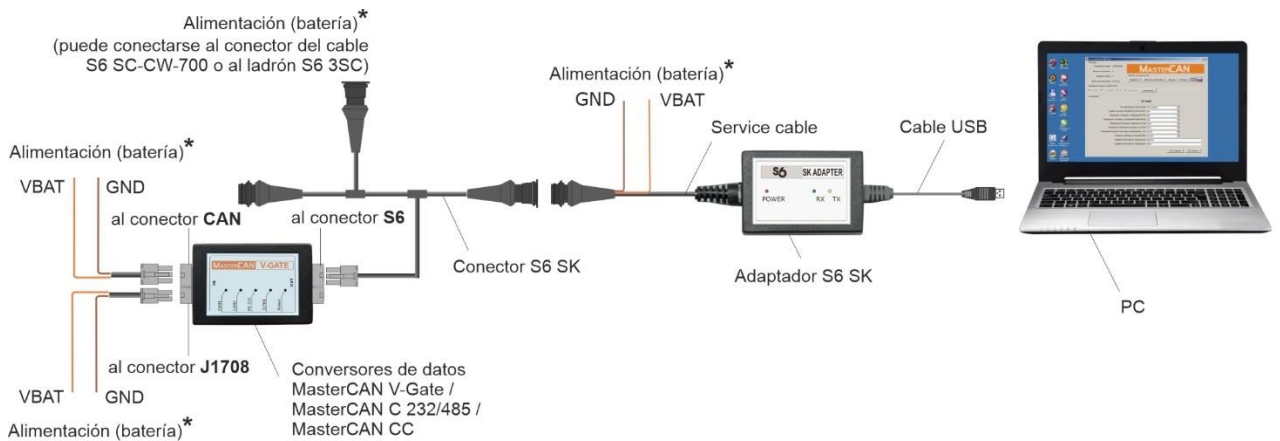 Alimentación (batería)*
(puede conectarse al conector del cable
S6 SC-CW-700 o al ladrón S6 3SC)
Alimentación (batería)*
GND
VBAT
Service cable
Cable USB
MASTERCAN
Alimentación (batería)*
VBAT
GND
al conector CAN
al conector S6
S6
SK ADAPTER
POWER
RX
TX
MASTERCAN
V-GATE
Conector S6 SK
Adaptador S6 SK
PC
al conector J1708
VBAT
GND
Alimentación (batería)*
Conversores de datos
MasterCAN V-Gate /
MasterCAN C 232/485 /
MasterCAN CC